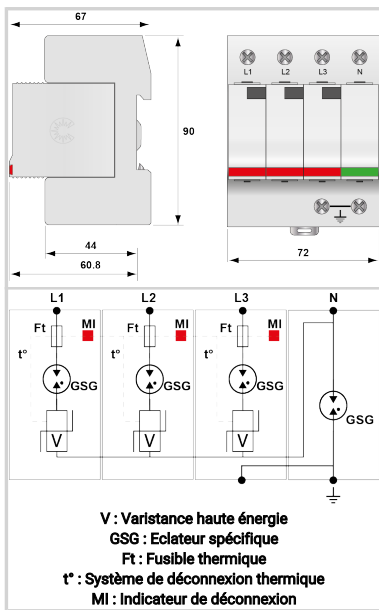 67
L1 L2 L3 N
90
44
60.8
72
L1 L2 L3 N
Ft MI Ft MI Ft MI
t° t° t°
GSG GSG GSG
GSG
V V V
V : Varistance haute énergie
GSG : Eclateur spécifique
Ft : Fusible thermique
t° : Système de déconnexion thermique
MI : Indicateur de déconnexion